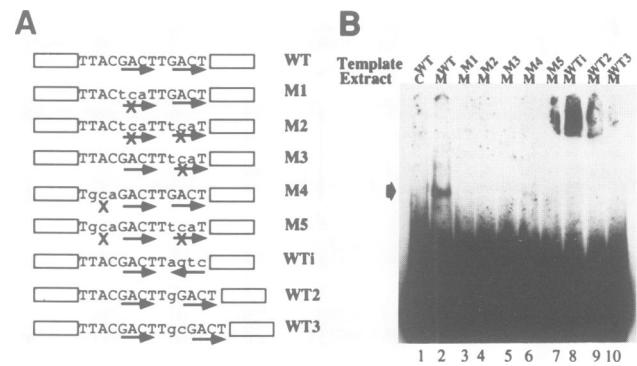 A
TTACGACTTGACT WT
TTACtcaTTGACT M1
TTACtcaTTtcaT M2
TTACGACTTtcaT M3
TgcaGACTTGACT M4
TgcaGACTTtcaT M5
TTACGACTTagtc WTi
TTACGACTTgGACT WT2
TTACGACTTgcGACT WT3
B
Template WT WT M1 M2 M3 M4 M5 WTi WT2 WT3
Extract C M M M M M M M M M
1 2 3 4 5 6 7 8 9 10